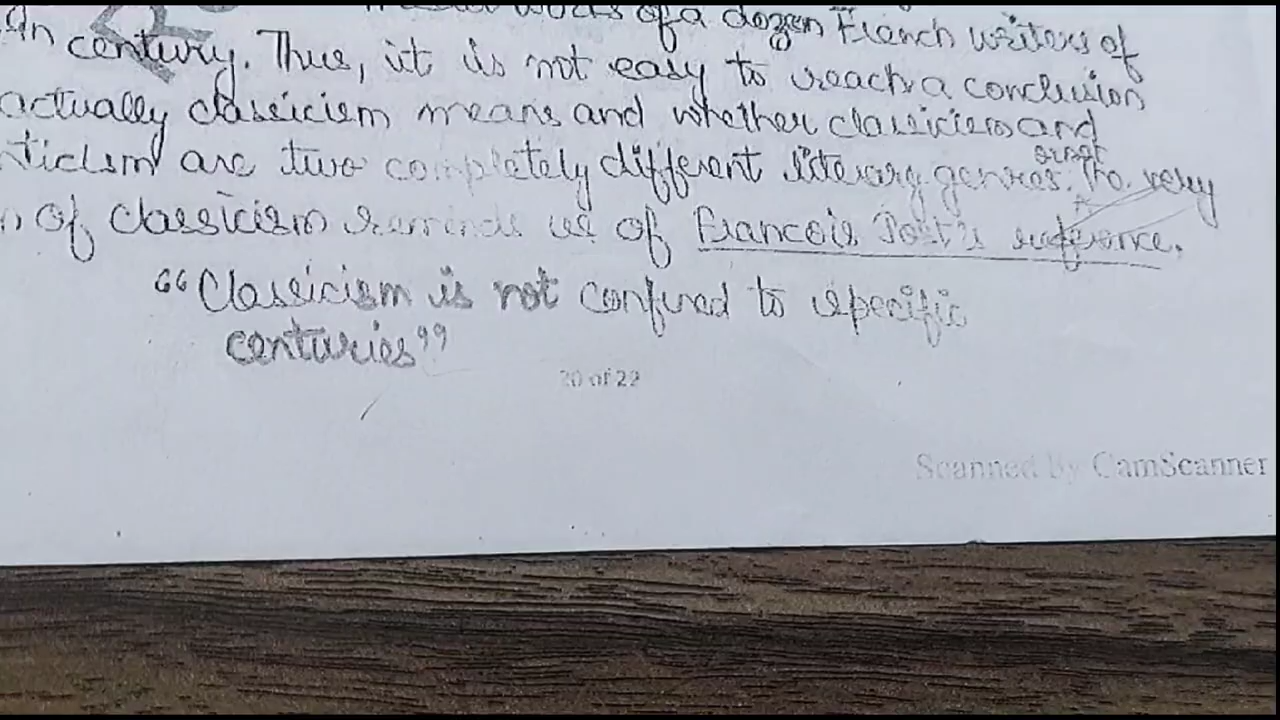 of a dozen French writers of
century. Thus, it is not easy to reach a conclusion
actually classicism means and whether classicism and
ticism are two completely different literary genres. The very
of classicism reminds us of Francois Jost's reference.
“Classicism is not confined to specific
centuries”
20 of 22
Scanned By CamScanner